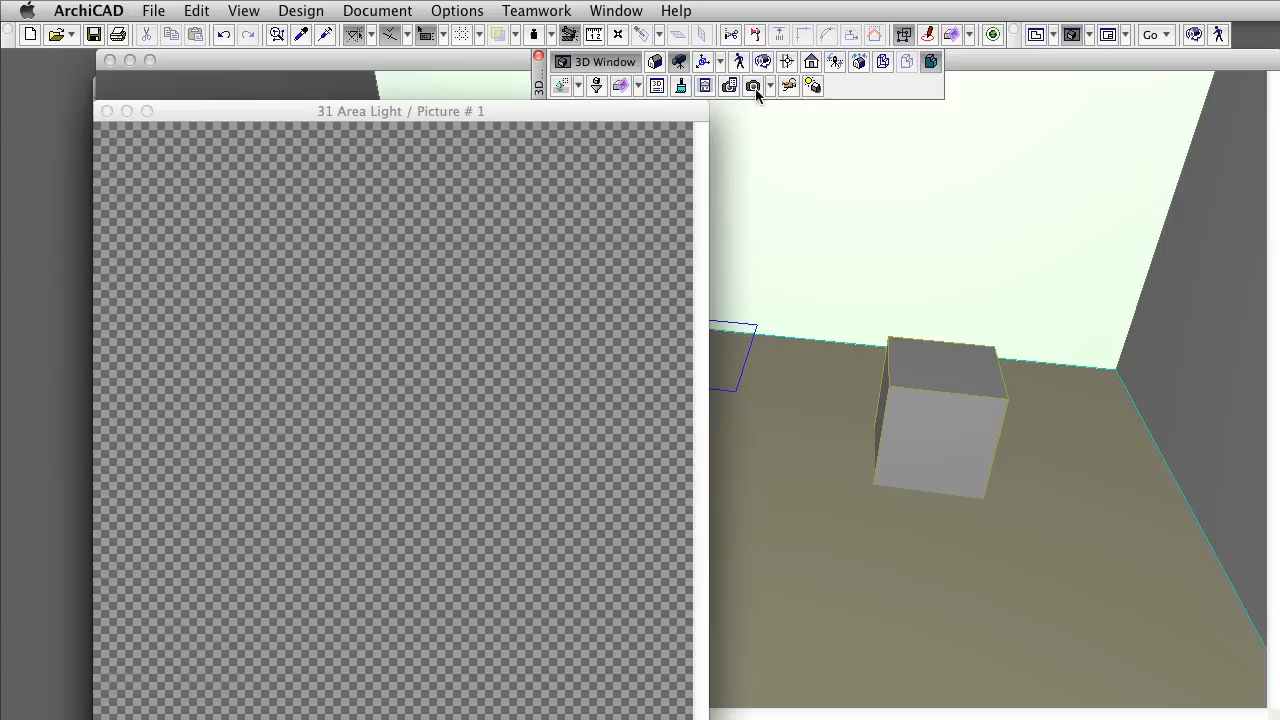 ArchiCAD File Edit View Design Document Options Teamwork Window Help
Go
3D Window
3D
31 Area Light / Picture # 1